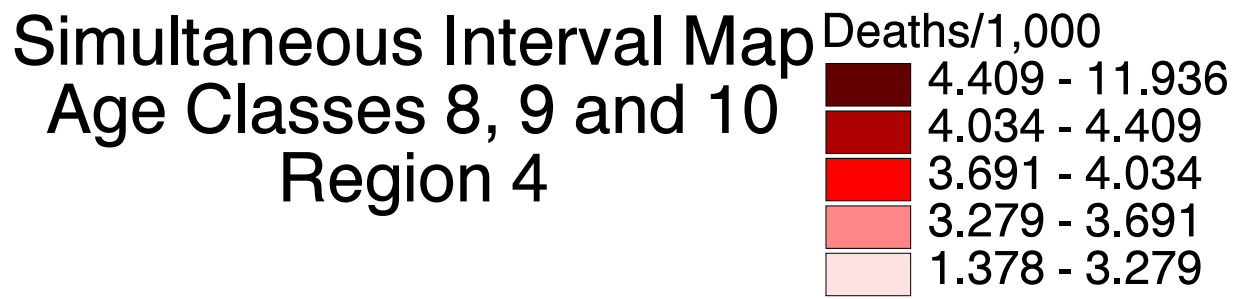 Simultaneous Interval Map
Age Classes 8, 9 and 10
Region 4
Deaths/1,000
4.409 - 11.936
4.034 - 4.409
3.691 - 4.034
3.279 - 3.691
1.378 - 3.279